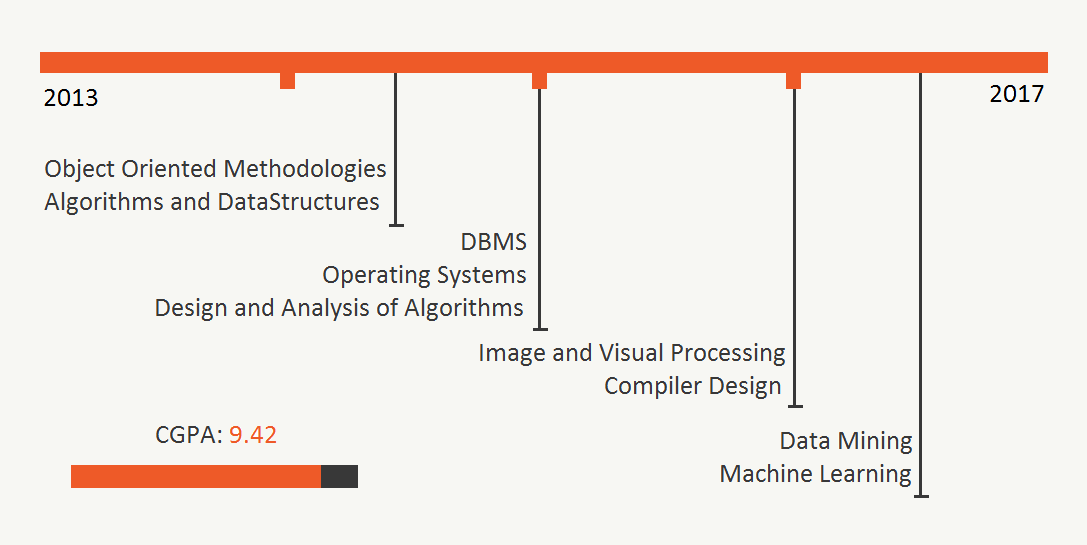 2013
2017
Object Oriented Methodologies
Algorithms and DataStructures
DBMS
Operating Systems
Design and Analysis of Algorithms
Image and Visual Processing
Compiler Design
CGPA: 9.42
Data Mining
Machine Learning